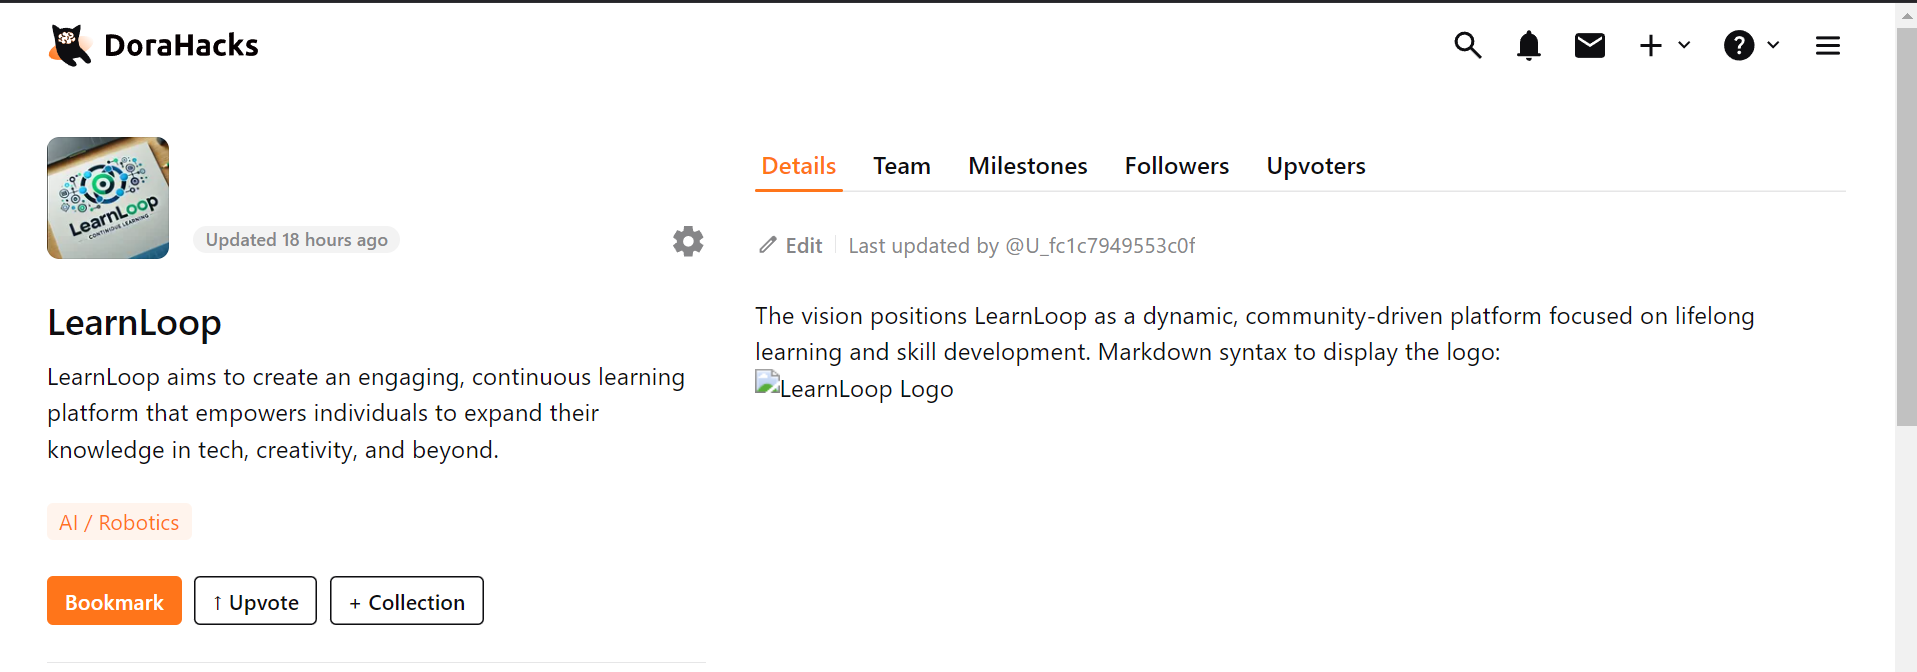 DoraHacks
LearnLoop
CONTINIOUE LEARNING
Updated 18 hours ago
LearnLoop
LearnLoop aims to create an engaging, continuous learning
platform that empowers individuals to expand their
knowledge in tech, creativity, and beyond.
AI / Robotics
Bookmark
↑ Upvote
+ Collection
Details
Team
Milestones
Followers
Upvoters
Edit
Last updated by @U_fc1c7949553c0f
The vision positions LearnLoop as a dynamic, community-driven platform focused on lifelong
learning and skill development. Markdown syntax to display the logo:
LearnLoop Logo